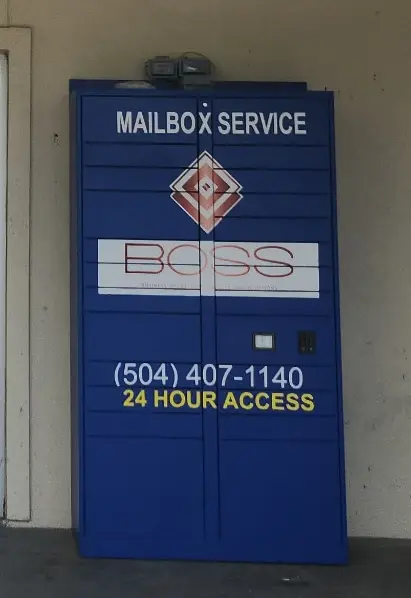 MAILBOX SERVICE
BOSS
(504) 407-1140
24 HOUR ACCESS